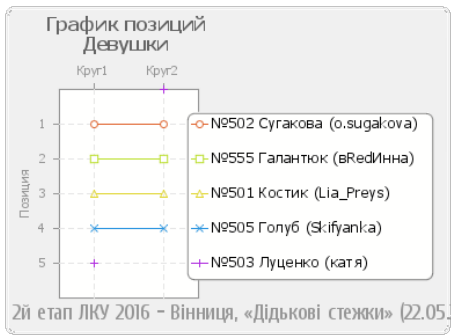 График позиций
Девушки
Круг1 Круг2
Позиция
1
2
3
4
5
№502 Сугакова (o.sugakova)
№555 Галантюк (вRedИнна)
№501 Костик (Lia_Preys)
№505 Голуб (Skifyanka)
№503 Луценко (катя)
2й етап ЛКУ 2016 - Вінниця, «Дідькові стежки» (22.05.